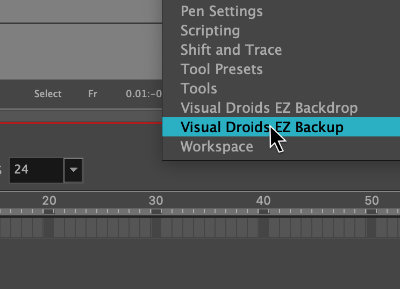 Pen Settings
Scripting
Shift and Trace
Tool Presets
Tools
Visual Droids EZ Backdrop
Visual Droids EZ Backup
Workspace
Select Fr 0.01:-0
24
20 30 40 50